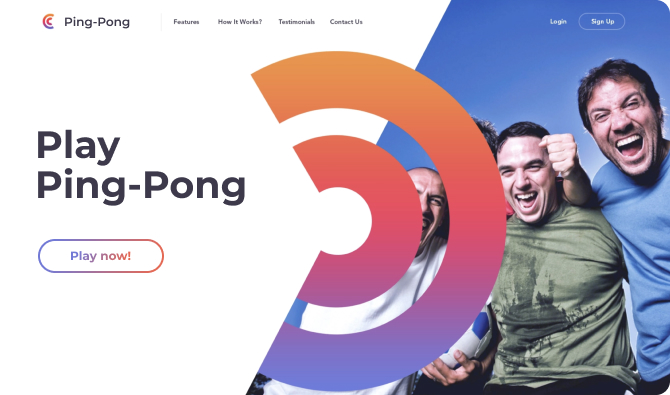 Ping-Pong
Features
How It Works?
Testimonials
Contact Us
Login
Sign Up
Play
Ping-Pong
Play now!